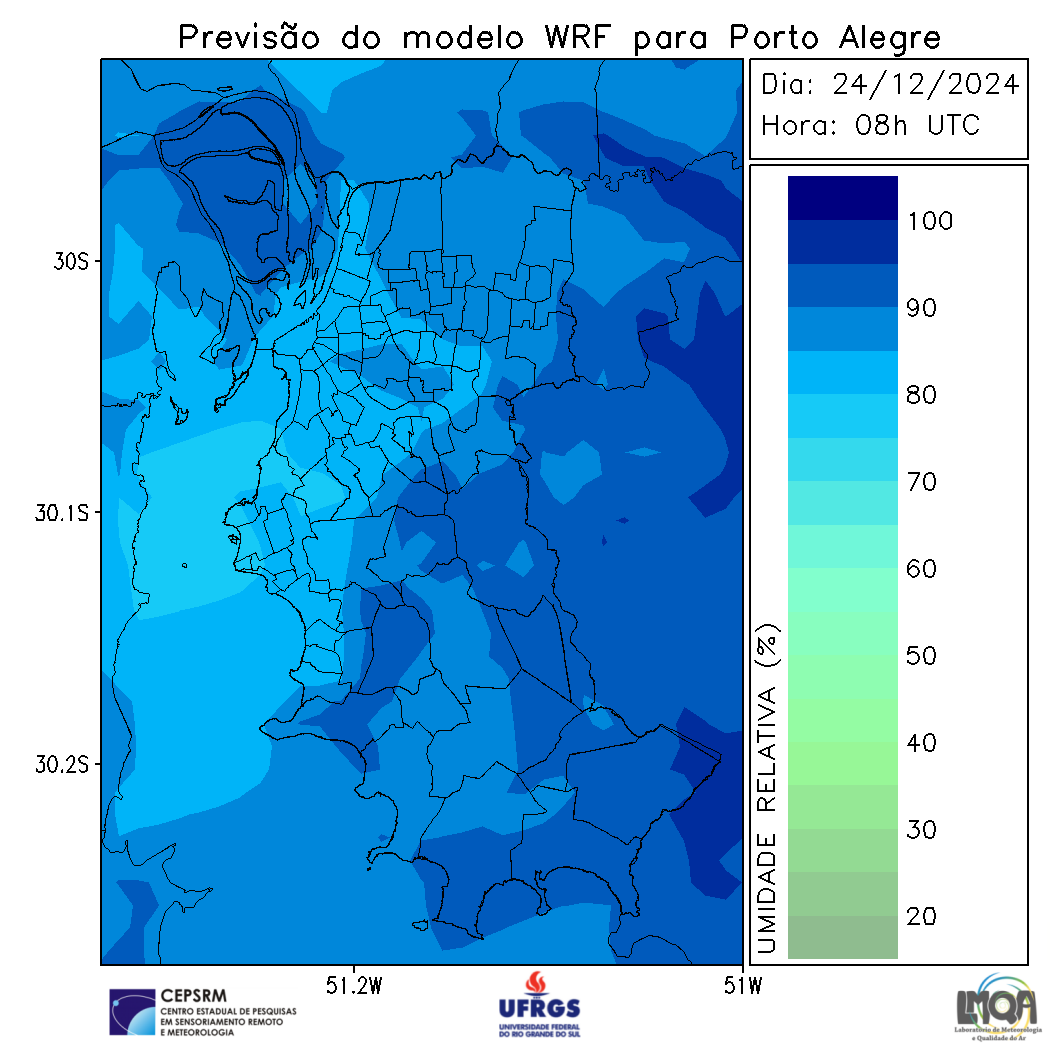 Previsão do modelo WRF para Porto Alegre
Dia: 24/12/2024
Hora: 08h UTC
30S
30.1S
30.2S
51.2W
51W
100
90
80
70
60
50
40
30
20
UMIDADE RELATIVA (%)
CEPSRM
CENTRO ESTADUAL DE PESQUISAS
EM SENSORIAMENTO REMOTO
E METEOROLOGIA
UFRGS
UNIVERSIDADE FEDERAL
DO RIO GRANDE DO SUL
LMQA
Laboratório de Meteorologia
e Qualidade do Ar